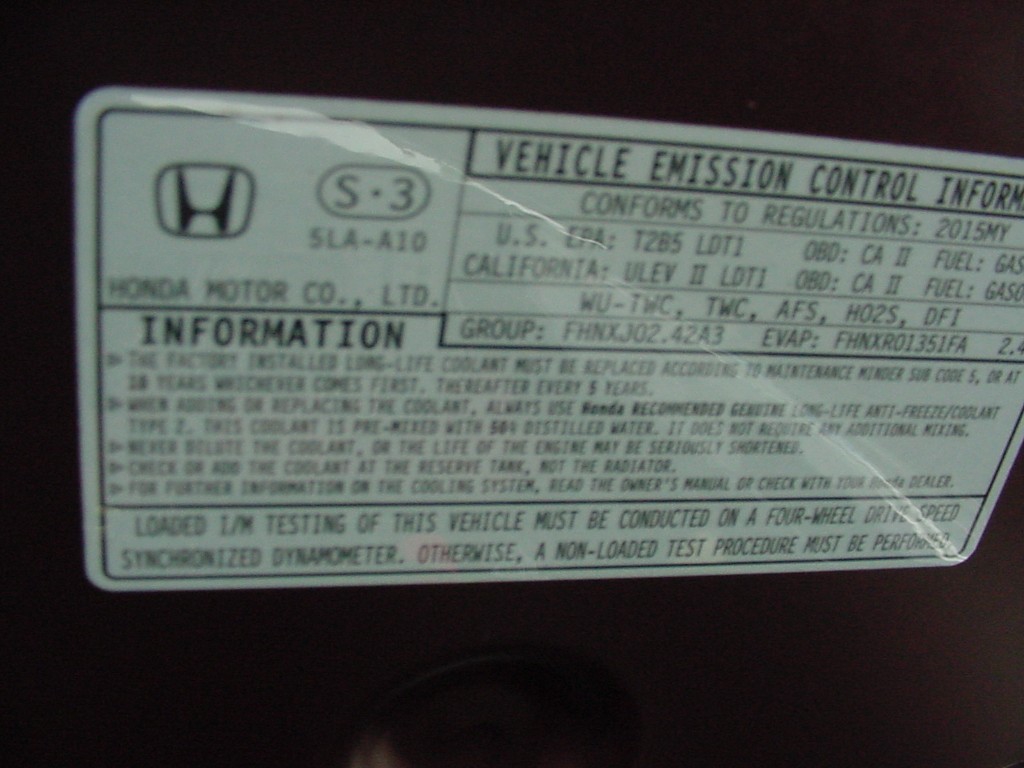 S·3
5LA-A10
HONDA MOTOR CO., LTD.
VEHICLE EMISSION CONTROL INFORM
CONFORMS TO REGULATIONS: 2015MY
U.S. EPA: T2B5 LDT1 OBD: CA II FUEL: GAS
CALIFORNIA: ULEV II LDT1 OBD: CA II FUEL: GASO
WU-TWC, TWC, AFS, HO2S, DFI
GROUP: FHNXJ02.42A3 EVAP: FHNXR01351FA 2.4
INFORMATION
▷ THE FACTORY INSTALLED LONG-LIFE COOLANT MUST BE REPLACED ACCORDING TO MAINTENANCE MINDER SUB CODE 5, OR AT
10 YEARS WHICHEVER COMES FIRST. THEREAFTER EVERY 5 YEARS.
▷ WHEN ADDING OR REPLACING THE COOLANT, ALWAYS USE Honda RECOMMENDED GENUINE LONG-LIFE ANTI-FREEZE/COOLANT
TYPE 2. THIS COOLANT IS PRE-MIXED WITH 50% DISTILLED WATER. IT DOES NOT REQUIRE ANY ADDITIONAL MIXING.
▷ NEVER DILUTE THE COOLANT, OR THE LIFE OF THE ENGINE MAY BE SERIOUSLY SHORTENED.
▷ CHECK OR ADD THE COOLANT AT THE RESERVE TANK, NOT THE RADIATOR.
▷ FOR FURTHER INFORMATION ON THE COOLING SYSTEM, READ THE OWNER'S MANUAL OR CHECK WITH YOUR Honda DEALER.
LOADED I/M TESTING OF THIS VEHICLE MUST BE CONDUCTED ON A FOUR-WHEEL DRIVE SPEED
SYNCHRONIZED DYNAMOMETER. OTHERWISE, A NON-LOADED TEST PROCEDURE MUST BE PERFORMED.